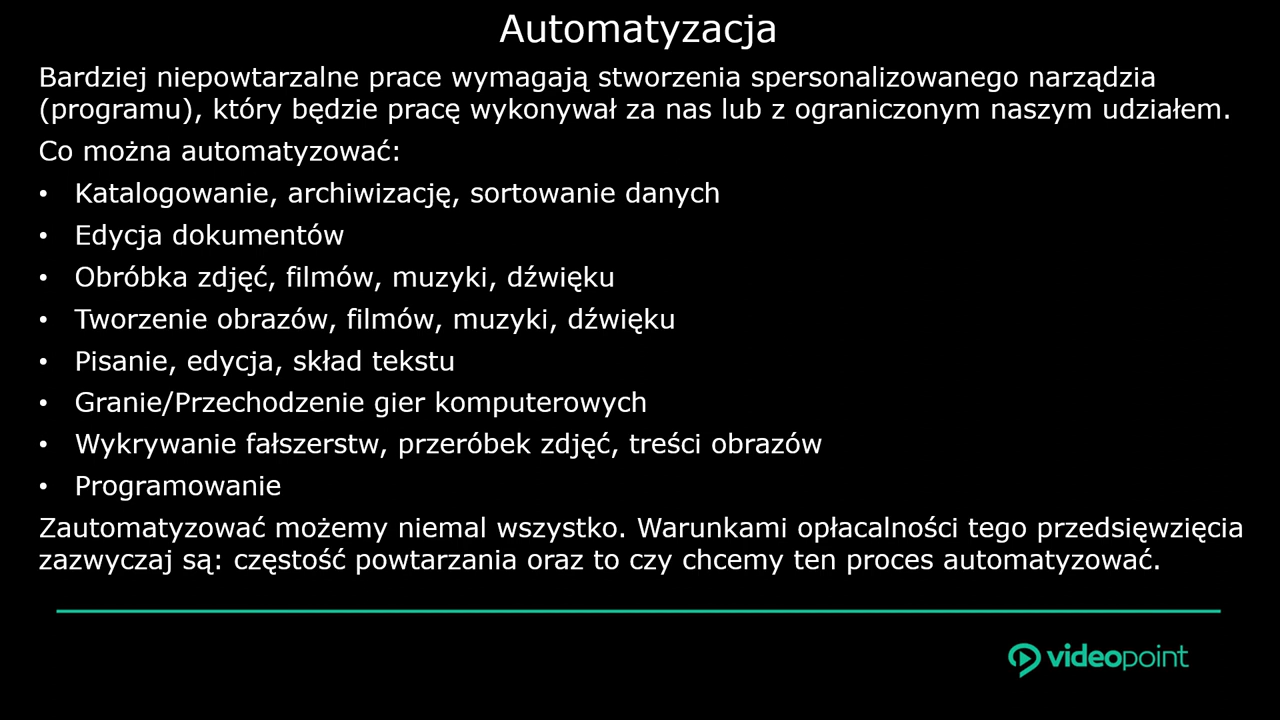 Automatyzacja
Bardziej niepowtarzalne prace wymagają stworzenia spersonalizowanego narządzia
(programu), który będzie pracę wykonywał za nas lub z ograniczonym naszym udziałem.
Co można automatyzować:
• Katalogowanie, archiwizację, sortowanie danych
• Edycja dokumentów
• Obróbka zdjęć, filmów, muzyki, dźwięku
• Tworzenie obrazów, filmów, muzyki, dźwięku
• Pisanie, edycja, skład tekstu
• Granie/Przechodzenie gier komputerowych
• Wykrywanie fałszerstw, przeróbek zdjęć, treści obrazów
• Programowanie
Zautomatyzować możemy niemal wszystko. Warunkami opłacalności tego przedsięwzięcia
zazwyczaj są: częstość powtarzania oraz to czy chcemy ten proces automatyzować.
videopoint